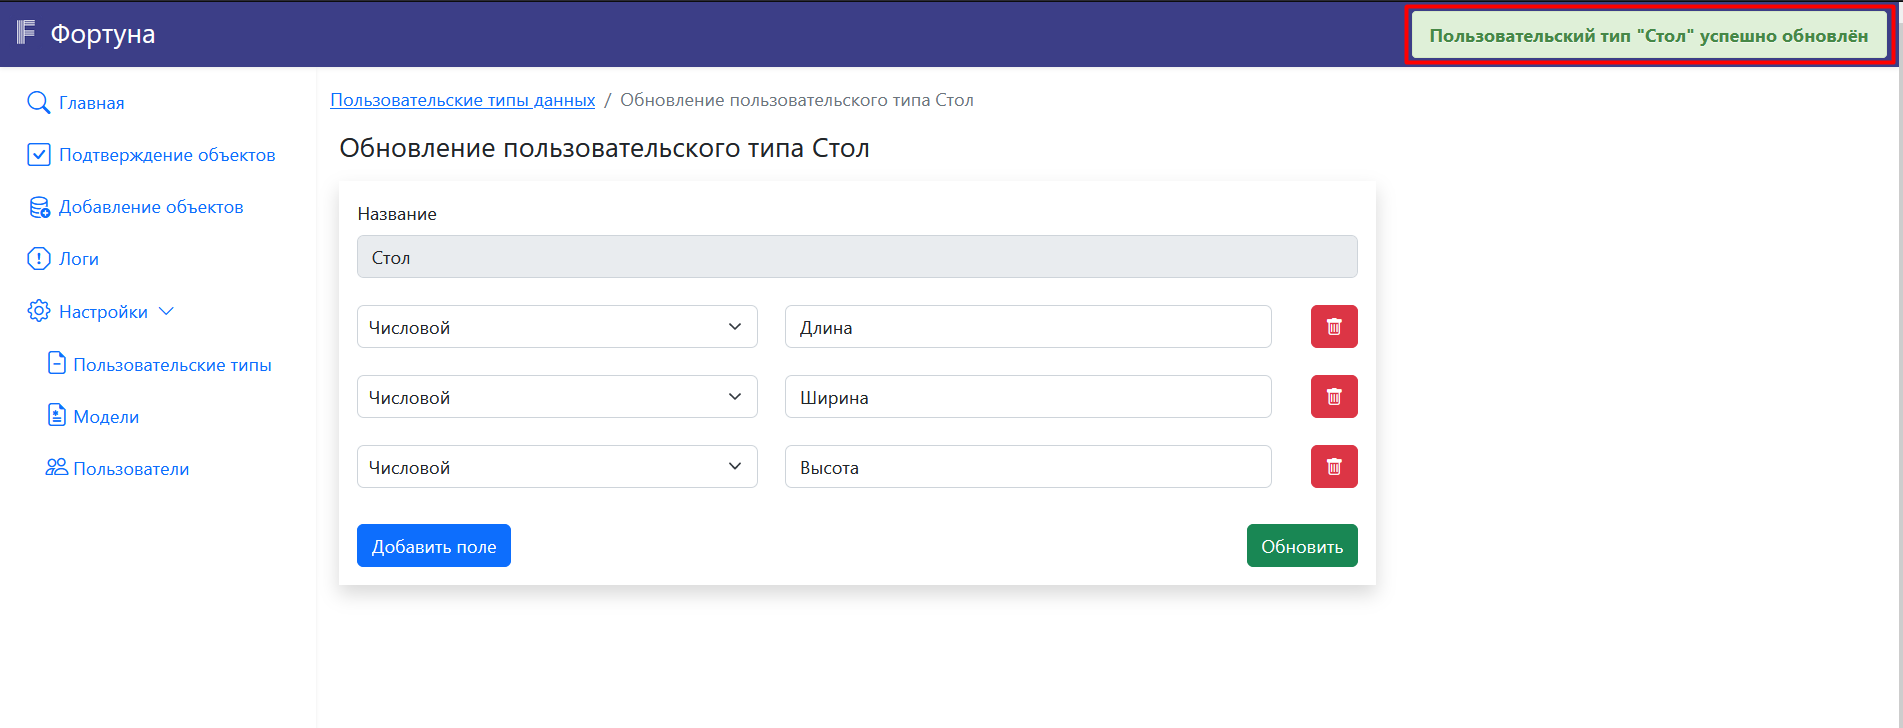 Фортуна
Пользовательский тип "Стол" успешно обновлён
Главная
Подтверждение объектов
Добавление объектов
Логи
Настройки
Пользовательские типы
Модели
Пользователи
Пользовательские типы данных / Обновление пользовательского типа Стол
Обновление пользовательского типа Стол
Название
Стол
Числовой Длина
Числовой Ширина
Числовой Высота
Добавить поле Обновить